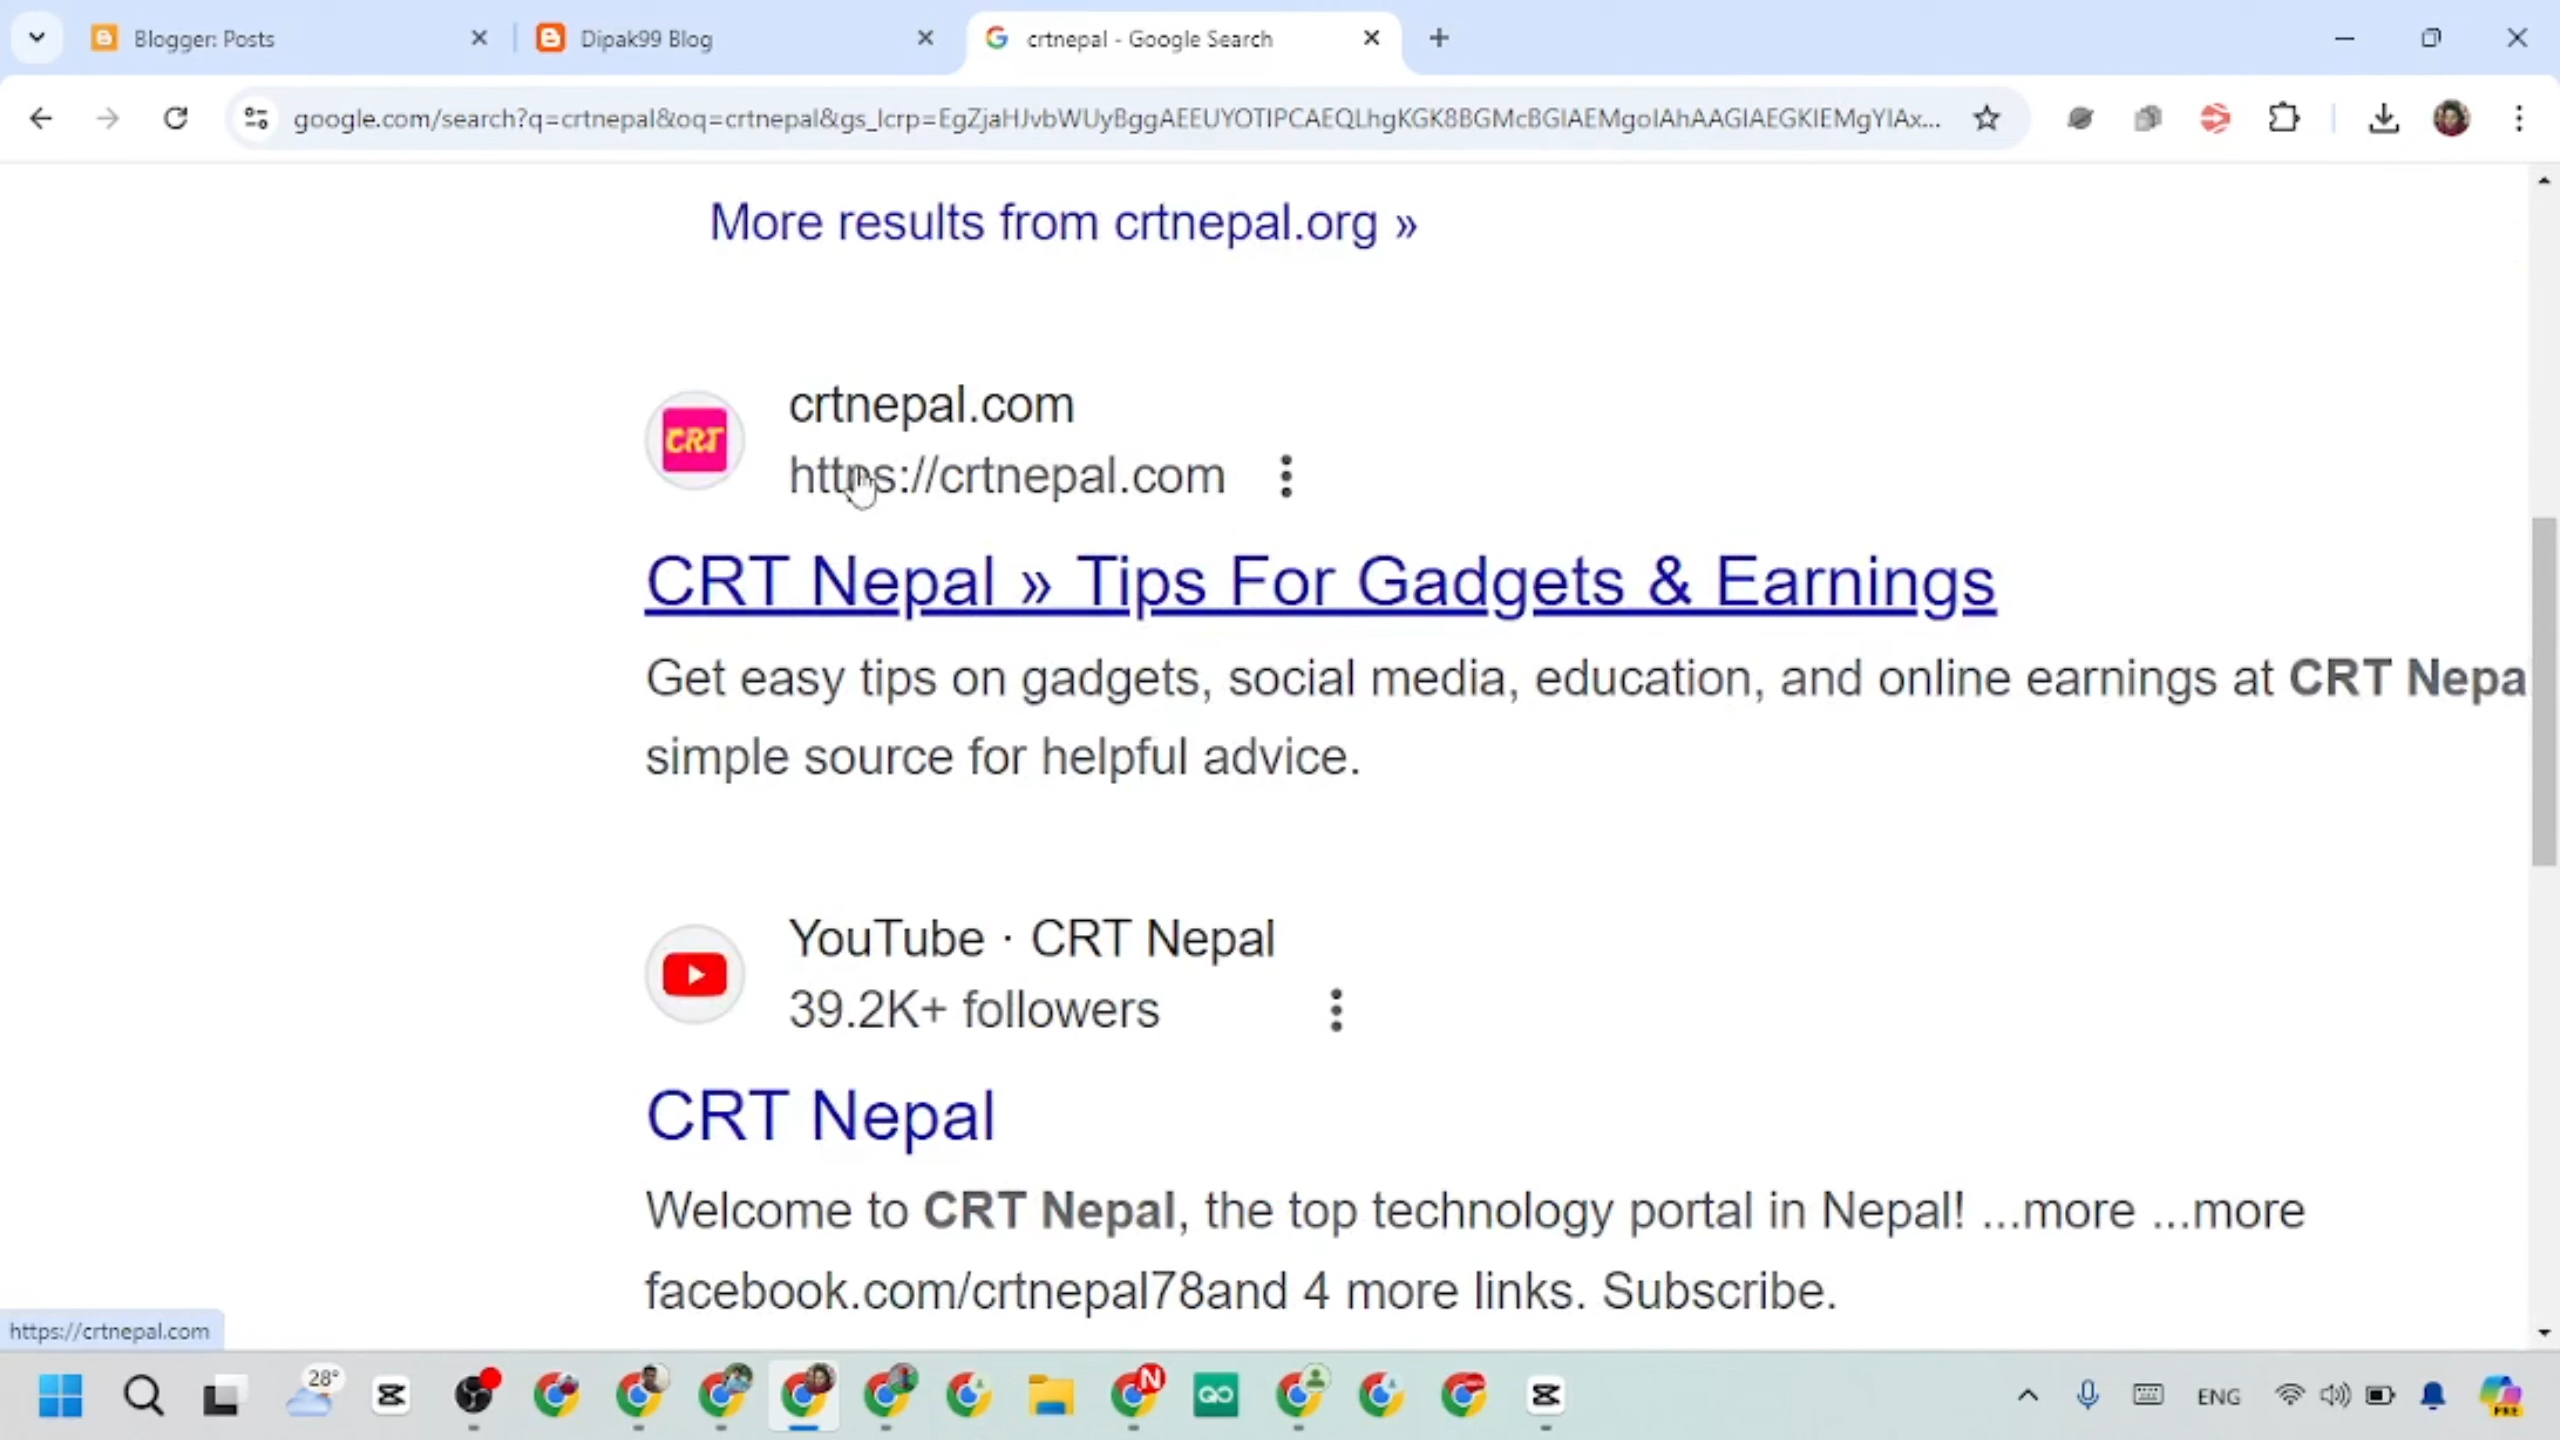 Blogger: Posts
Dipak99 Blog
crtnepal - Google Search
google.com/search?q=crtnepal&oq=crtnepal&gs_lcrp=EgZjaHJvbWUyBggAEEUYOTIPCAEQLhgKGK8BGMcBGIAEMgoIAhAAGIAEGKIEMgYIAx...
More results from crtnepal.org »
CRT
crtnepal.com
https://crtnepal.com
CRT Nepal » Tips For Gadgets & Earnings
Get easy tips on gadgets, social media, education, and online earnings at CRT Nepa
simple source for helpful advice.
YouTube · CRT Nepal
39.2K+ followers
CRT Nepal
Welcome to CRT Nepal, the top technology portal in Nepal! ...more ...more
facebook.com/crtnepal78and 4 more links. Subscribe.
https://crtnepal.com
28°
N
ENG
PRE